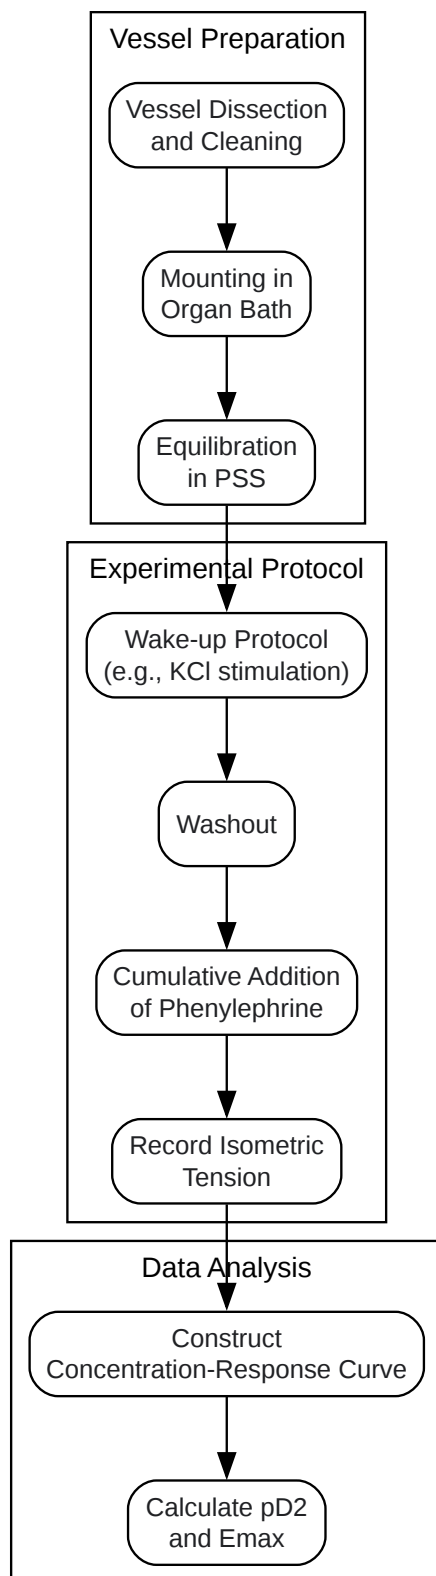 Vessel Preparation
Vessel Dissection
and Cleaning
Mounting in
Organ Bath
Equilibration
in PSS
Experimental Protocol
Wake-up Protocol
(e.g., KCl stimulation)
Washout
Cumulative Addition
of Phenylephrine
Record Isometric
Tension
Data Analysis
Construct
Concentration-Response Curve
Calculate pD2
and Emax